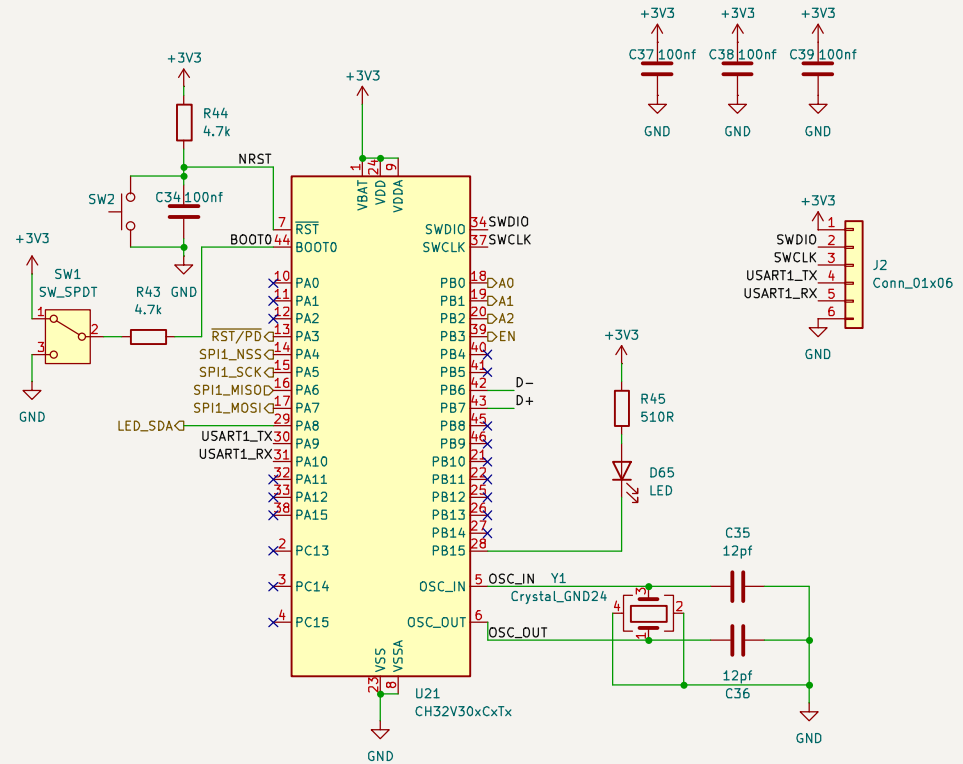 +3V3
+3V3
+3V3
C37 100nf
C38 100nf
C39 100nf
GND
GND
GND
+3V3
R44
4.7k
+3V3
NRST
1
24
9
VBAT
VDD
VDDA
SW2
C34 100nf
7
RST
44
BOOT0
BOOT0
GND
+3V3
SW1
SW_SPDT
1
2
3
R43
4.7k
GND
10
PA0
11
PA1
12
PA2
RST/PD
13
PA3
SPI1_NSS
14
PA4
SPI1_SCK
15
PA5
SPI1_MISO
16
PA6
SPI1_MOSI
17
PA7
LED_SDA
29
PA8
USART1_TX
30
PA9
USART1_RX
31
PA10
32
PA11
33
PA12
38
PA15
2
PC13
3
PC14
4
PC15
SWDIO
34
SWDIO
SWCLK
37
SWCLK
PB0
18
A0
PB1
19
A1
PB2
20
A2
PB3
39
EN
PB4
40
PB5
41
PB6
42
D-
PB7
43
D+
PB8
45
PB9
46
PB10
21
PB11
22
PB12
25
PB13
26
PB14
27
PB15
28
OSC_IN
5
OSC_IN
OSC_OUT
6
OSC_OUT
VSS
VSSA
23
8
U21
CH32V30xCxTx
GND
+3V3
R45
510R
D65
LED
Y1
Crystal_GND24
3
4
2
1
C35
12pf
12pf
C36
GND
+3V3
1
SWDIO
2
SWCLK
3
USART1_TX
4
USART1_RX
5
6
J2
Conn_01x06
GND